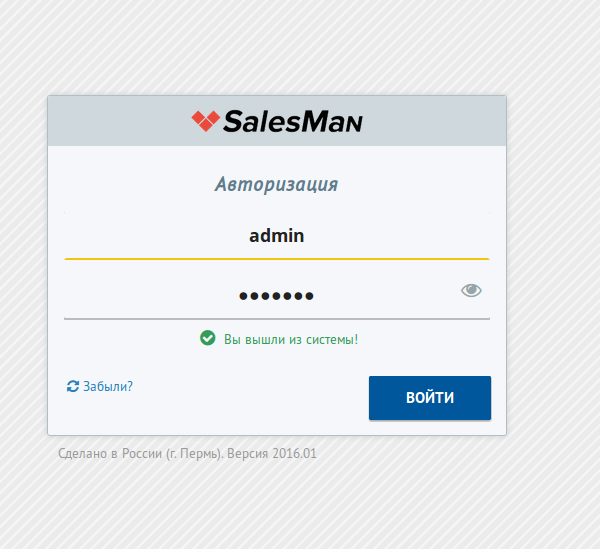 SalesMan
Авторизация
admin
•••••••
Вы вышли из системы!
Забыли?
ВОЙТИ
Сделано в России (г. Пермь). Версия 2016.01